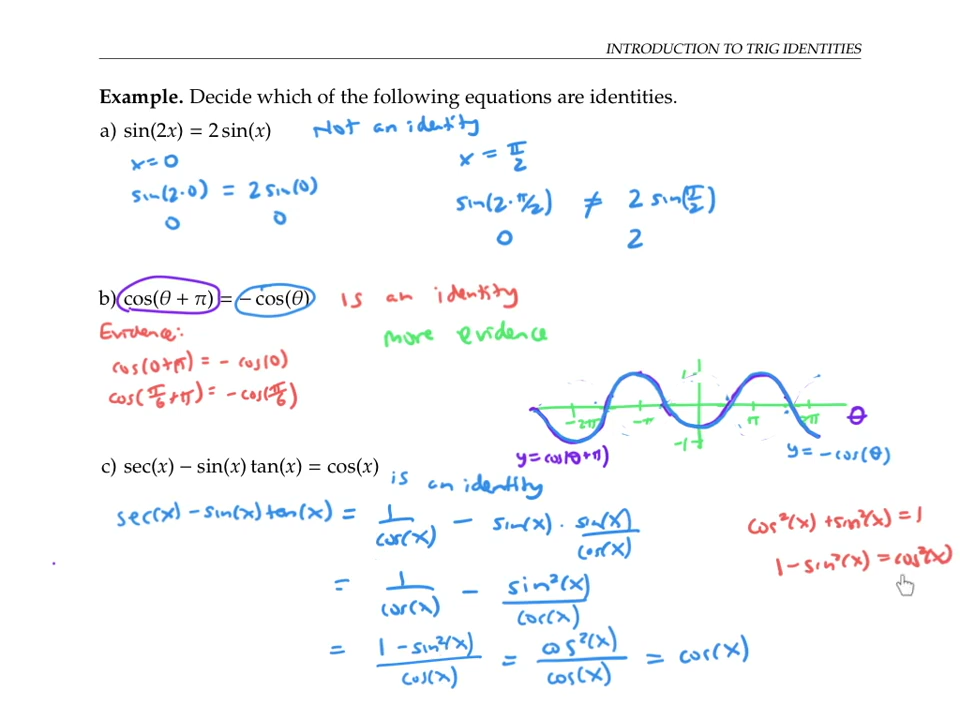 INTRODUCTION TO TRIG IDENTITIES
Example. Decide which of the following equations are identities.
a) sin(2x) = 2 sin(x) Not an identity
x = 0 x = π/2
sin(2·0) = 2 sin(0) sin(2·π/2) ≠ 2 sin(π/2)
0 0 0 2
b) cos(θ + π) = − cos(θ) is an identity
Evidence: more evidence
cos(0+π) = − cos(0)
cos(π/6 + π) = − cos(π/6)
1
−2π −π π 2π θ
−1
y = cos(θ+π) y = −cos(θ)
c) sec(x) − sin(x) tan(x) = cos(x) is an identity
sec(x) − sin(x) tan(x) = 1/cos(x) − sin(x) · sin(x)/cos(x)
cos²(x) + sin²(x) = 1
1 − sin²(x) = cos²(x)
= 1/cos(x) − sin²(x)/cos(x)
= 1 − sin²(x)/cos(x) = cos²(x)/cos(x) = cos(x)